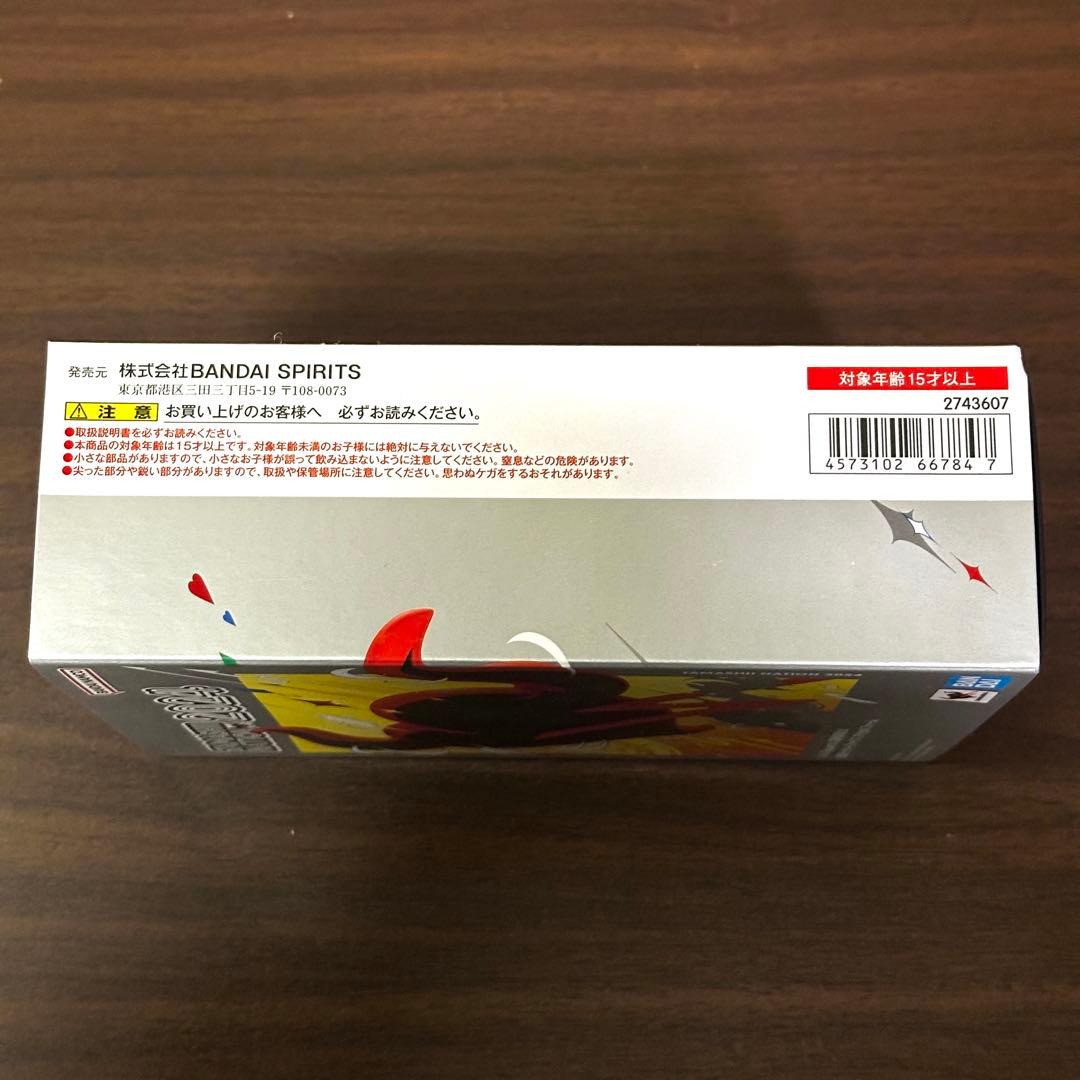 発売元 株式会社BANDAI SPIRITS
東京都港区三田三丁目5-19 〒108-0073
注 意 お買い上げのお客様へ 必ずお読みください。
●取扱説明書を必ずお読みください。
●本商品の対象年齢は15才以上です。対象年齢未満のお子様には絶対に与えないでください。
●小さな部品がありますので、小さなお子様が誤って飲み込まないように注意してください。窒息などの危険があります。
●尖った部分や鋭い部分がありますので、取扱や保管場所に注意してください。思わぬケガをするおそれがあります。
対象年齢15才以上
2743607
4573102 667847
TAMASHII NATION 2024
BAN
DAI